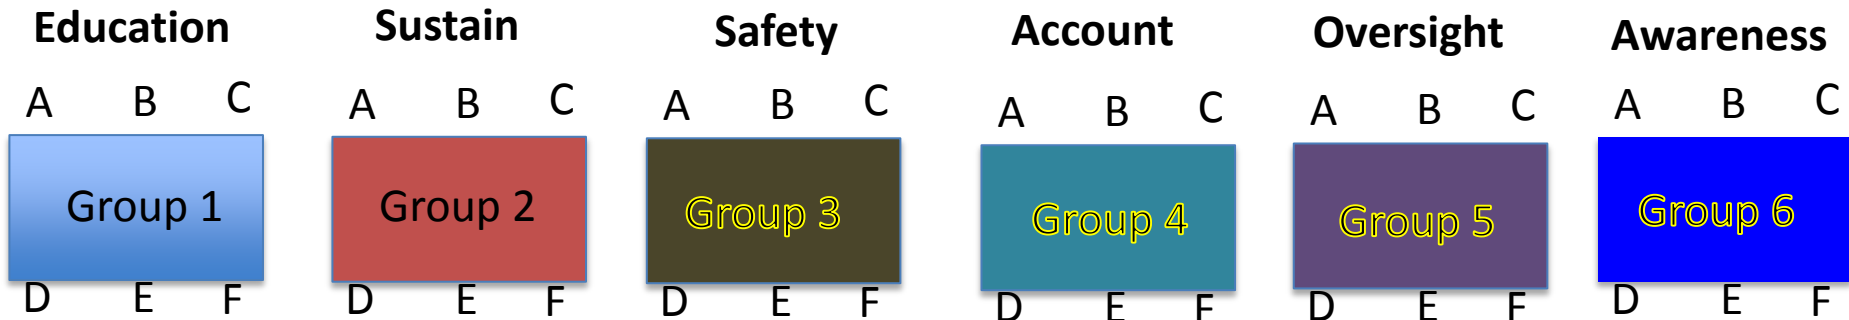 Education Sustain Safety Account Oversight Awareness
A B C A B C A B C A B C A B C A B C
Group 1 Group 2 Group 3 Group 4 Group 5 Group 6
D E F D E F D E F D E F D E F D E F